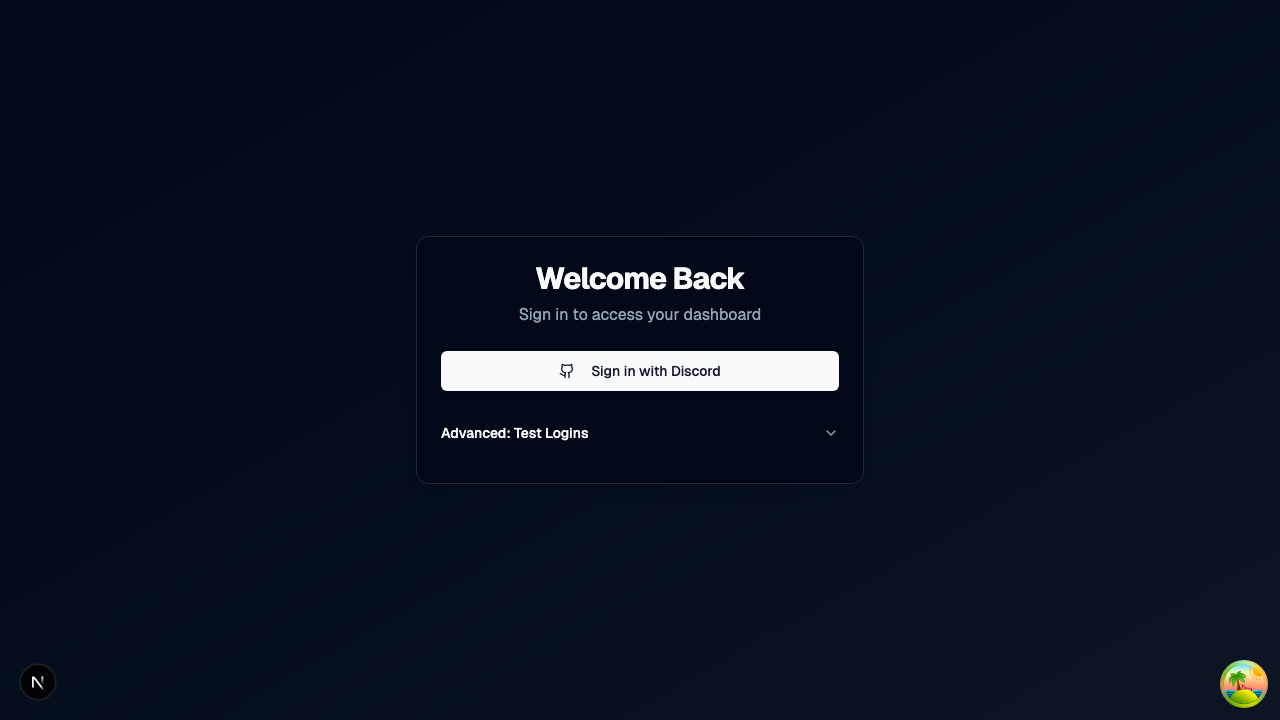 Welcome Back
Sign in to access your dashboard
Sign in with Discord
Advanced: Test Logins
N